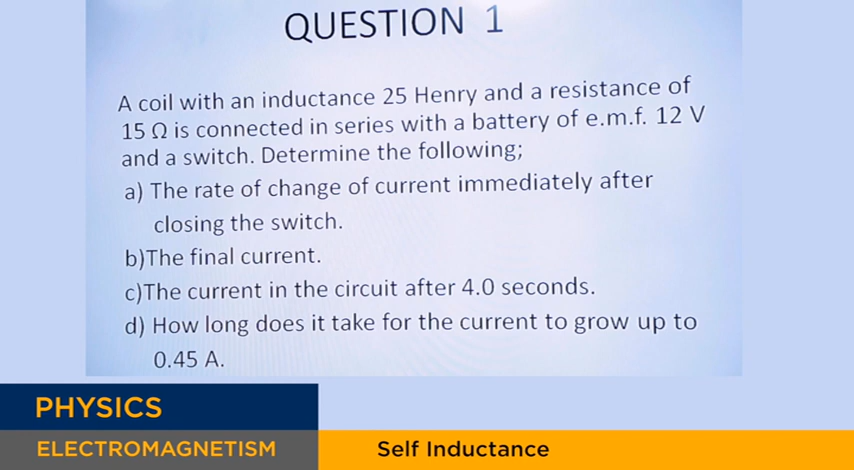 QUESTION 1
A coil with an inductance 25 Henry and a resistance of
15 Ω is connected in series with a battery of e.m.f. 12 V
and a switch. Determine the following;
a) The rate of change of current immediately after
closing the switch.
b)The final current.
c)The current in the circuit after 4.0 seconds.
d) How long does it take for the current to grow up to
0.45 A.
PHYSICS
ELECTROMAGNETISM
Self Inductance